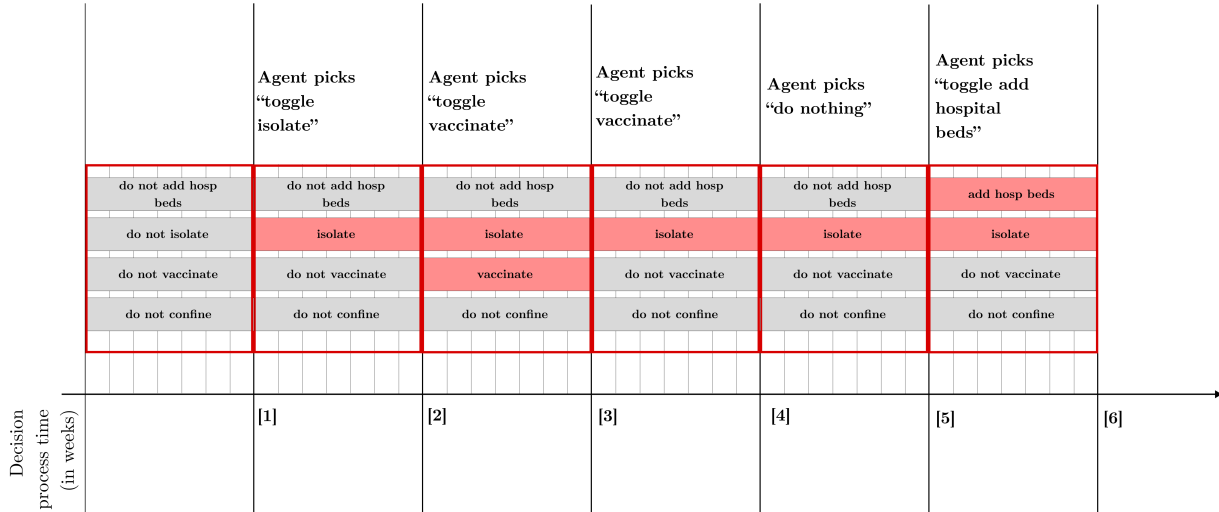 Agent picks
“toggle
isolate”
Agent picks
“toggle
vaccinate”
Agent picks
“toggle
vaccinate”
Agent picks
“do nothing”
Agent picks
“toggle add
hospital
beds”
do not add hosp
beds
do not add hosp
beds
do not add hosp
beds
do not add hosp
beds
do not add hosp
beds
add hosp beds
do not isolate
isolate
isolate
isolate
isolate
isolate
do not vaccinate
do not vaccinate
vaccinate
do not vaccinate
do not vaccinate
do not vaccinate
do not confine
do not confine
do not confine
do not confine
do not confine
do not confine
[1]
[2]
[3]
[4]
[5]
[6]
Decision
process time
(in weeks)